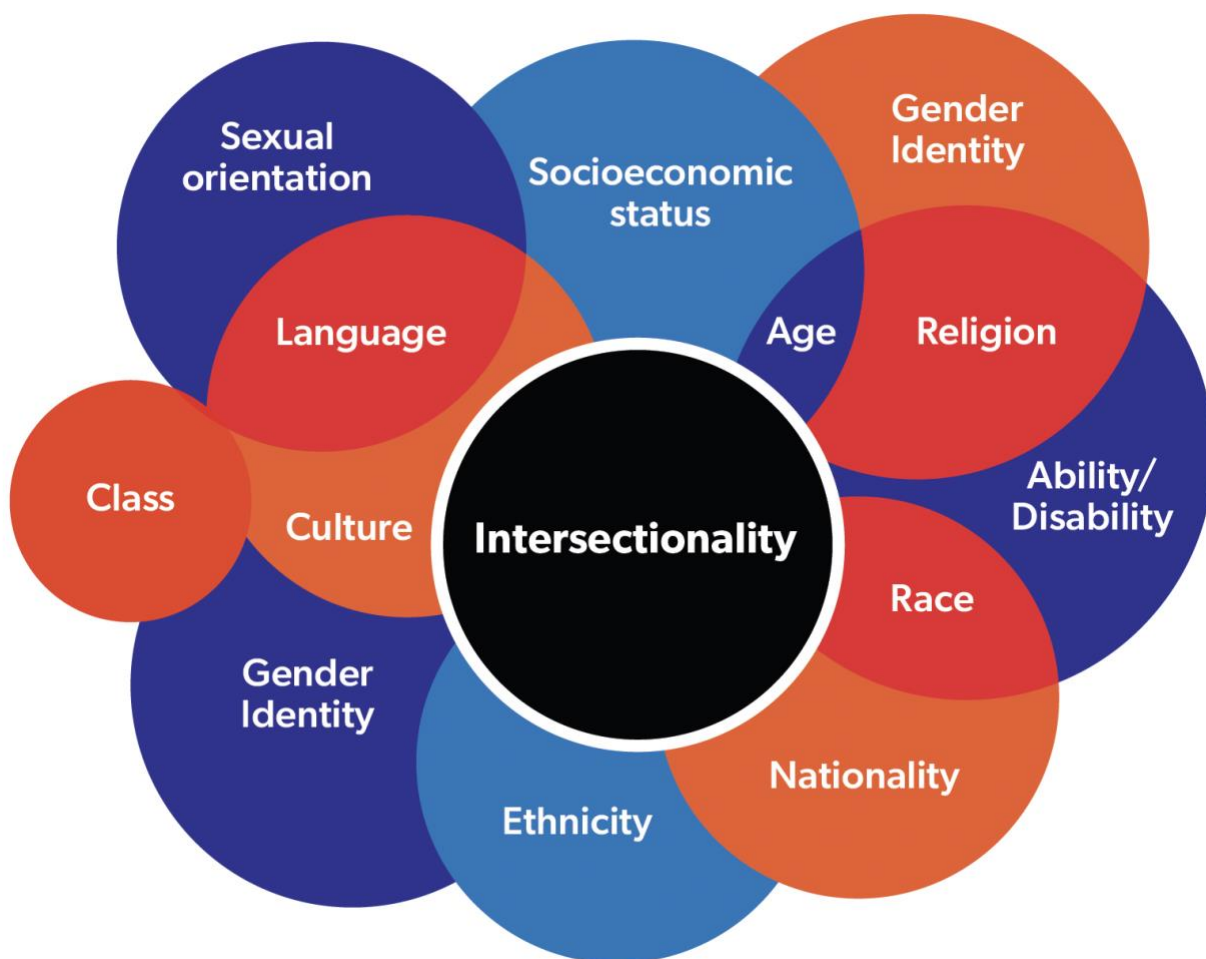 Sexual
orientation
Socioeconomic
status
Gender
Identity
Language
Age
Religion
Class
Culture
Intersectionality
Ability/
Disability
Race
Gender
Identity
Ethnicity
Nationality